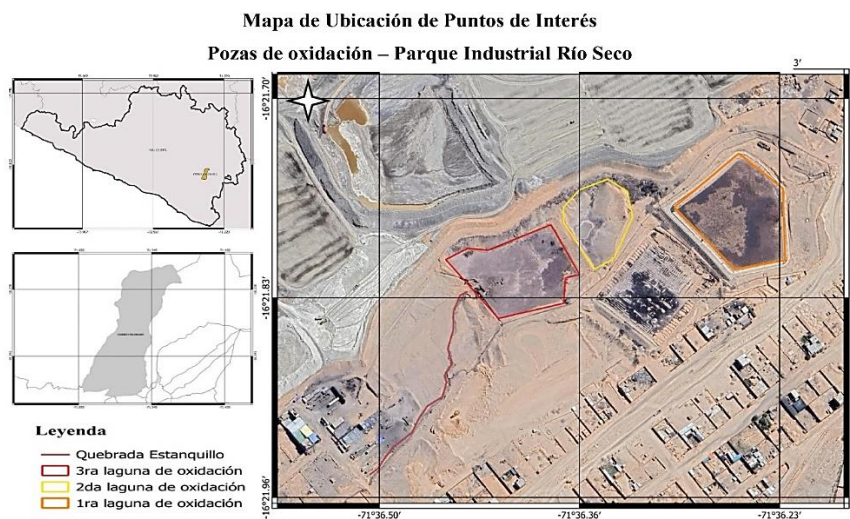 Mapa de Ubicación de Puntos de Interés
Pozas de oxidación – Parque Industrial Río Seco
3'
-16°21.70'
-16°21.83'
-16°21.96'
-71°36.50'
-71°36.36'
-71°36.23'
Leyenda
Quebrada Estanquillo
3ra laguna de oxidación
2da laguna de oxidación
1ra laguna de oxidación